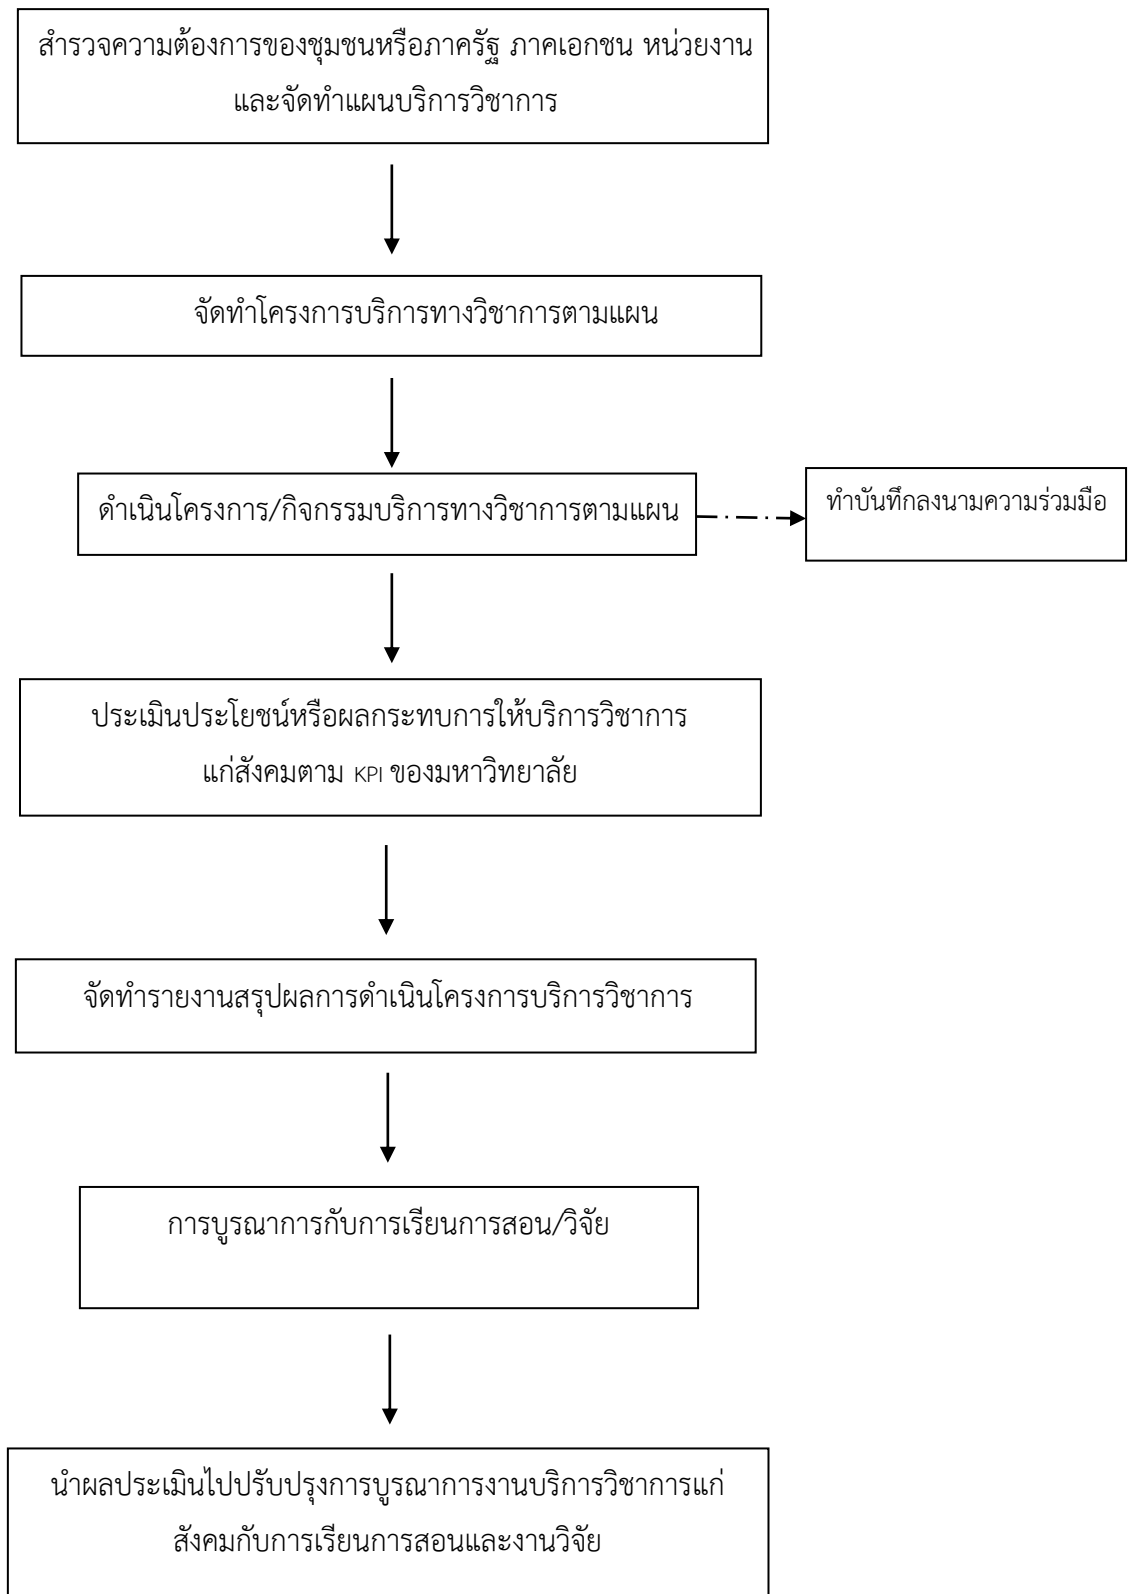 สำรวจความต้องการของชุมชนหรือภาครัฐ ภาคเอกชน หน่วยงาน
และจัดทำแผนบริการวิชาการ
จัดทำโครงการบริการทางวิชาการตามแผน
ดำเนินโครงการ/กิจกรรมบริการทางวิชาการตามแผน
ทำบันทึกลงนามความร่วมมือ
ประเมินประโยชน์หรือผลกระทบการให้บริการวิชาการ
แก่สังคมตาม KPI ของมหาวิทยาลัย
จัดทำรายงานสรุปผลการดำเนินโครงการบริการวิชาการ
การบูรณาการกับการเรียนการสอน/วิจัย
นำผลประเมินไปปรับปรุงการบูรณาการงานบริการวิชาการแก่
สังคมกับการเรียนการสอนและงานวิจัย